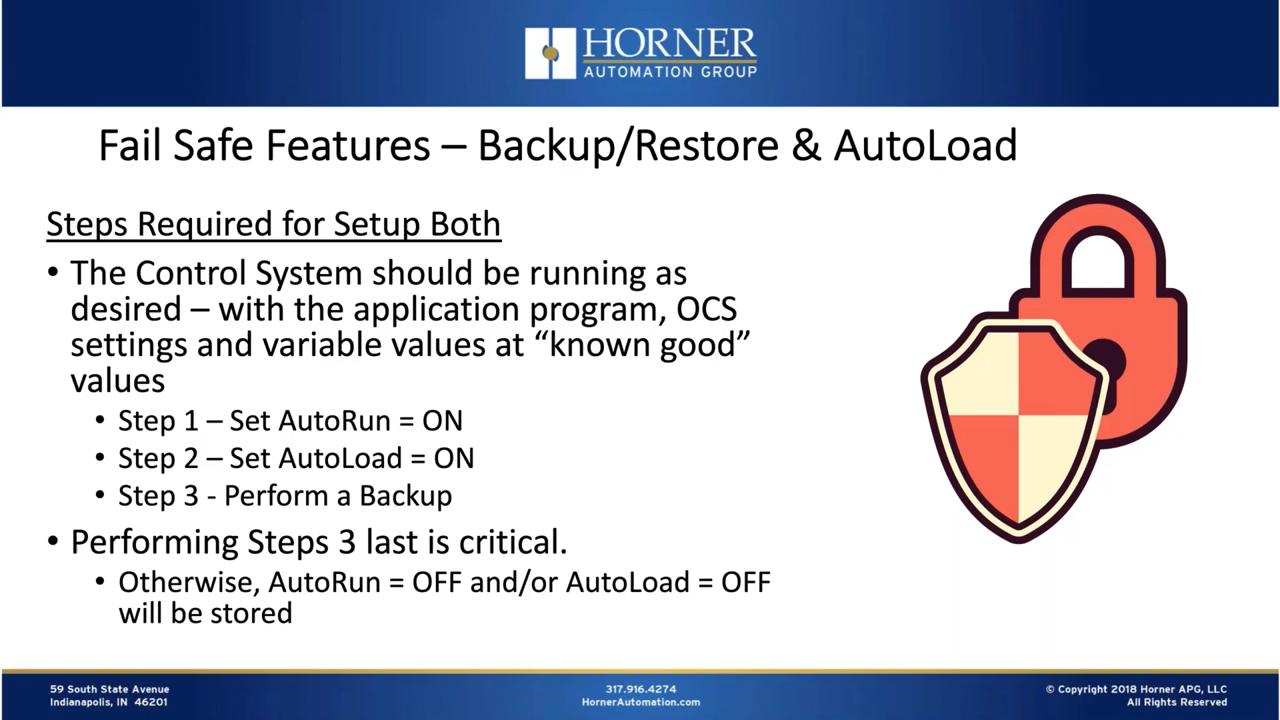 HORNER
AUTOMATION GROUP
Fail Safe Features – Backup/Restore & AutoLoad
Steps Required for Setup Both
• The Control System should be running as
desired – with the application program, OCS
settings and variable values at “known good”
values
• Step 1 – Set AutoRun = ON
• Step 2 – Set AutoLoad = ON
• Step 3 - Perform a Backup
• Performing Steps 3 last is critical.
• Otherwise, AutoRun = OFF and/or AutoLoad = OFF
will be stored
59 South State Avenue
Indianapolis, IN 46201
317.916.4274
HornerAutomation.com
© Copyright 2018 Horner APG, LLC
All Rights Reserved